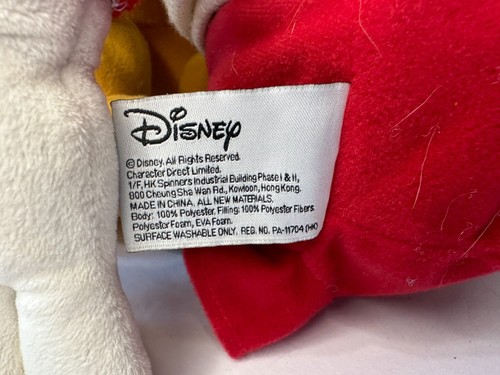 Disney
© Disney. All Rights Reserved.
Character Direct Limited.
1/F, HK Spinners Industrial Building Phase I & II,
800 Cheung Sha Wan Rd., Kowloon, Hong Kong.
MADE IN CHINA, ALL NEW MATERIALS.
Body: 100% Polyester. Filling: 100% Polyester Fibers.
Polyester Foam, EVA Foam.
SURFACE WASHABLE ONLY. REG. NO. PA-11704 (HK)